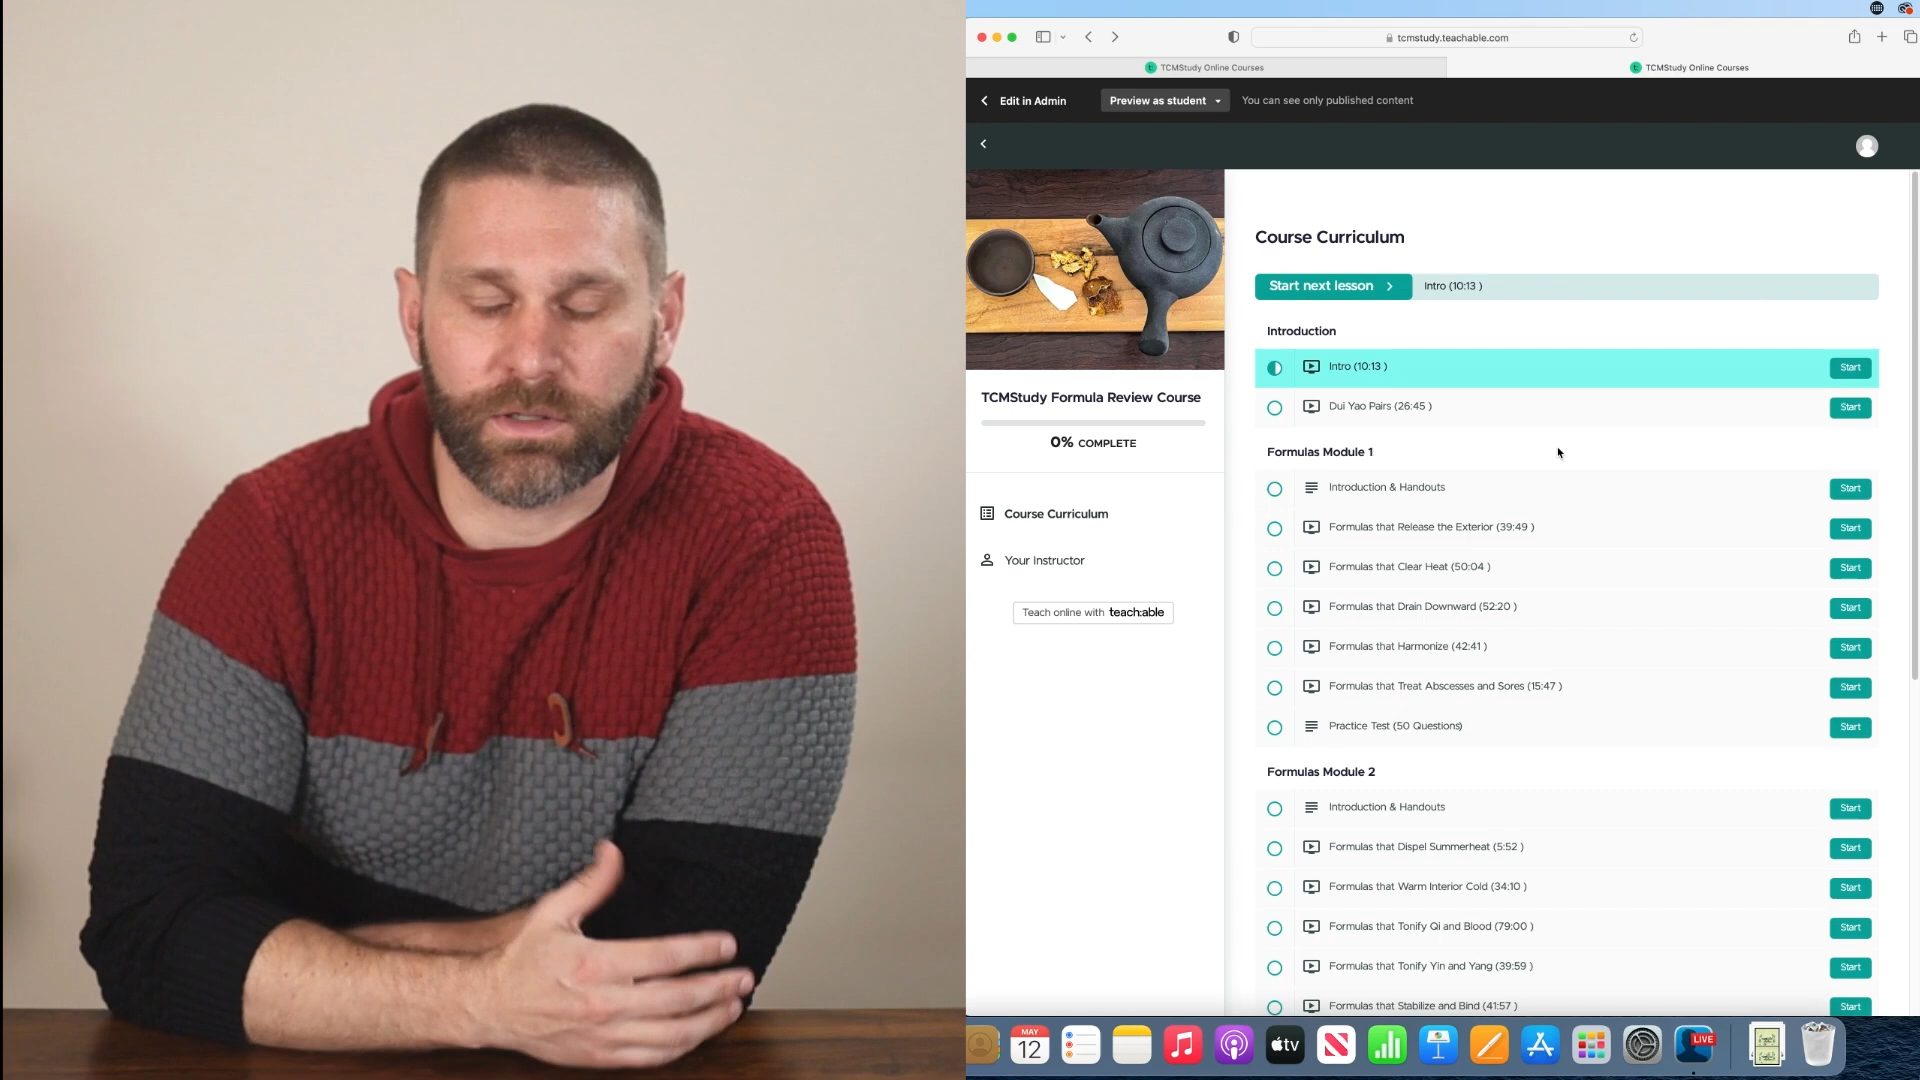 tcmstudy.teachable.com
TCMStudy Online Courses
TCMStudy Online Courses
Edit in Admin
Preview as student
You can see only published content
TCMStudy Formula Review Course
0% COMPLETE
Course Curriculum
Your Instructor
Teach online with teach:able
Course Curriculum
Start next lesson
Intro (10:13 )
Introduction
Intro (10:13 )
Start
Dui Yao Pairs (26:45 )
Start
Formulas Module 1
Introduction & Handouts
Start
Formulas that Release the Exterior (39:49 )
Start
Formulas that Clear Heat (50:04 )
Start
Formulas that Drain Downward (52:20 )
Start
Formulas that Harmonize (42:41 )
Start
Formulas that Treat Abscesses and Sores (15:47 )
Start
Practice Test (50 Questions)
Start
Formulas Module 2
Introduction & Handouts
Start
Formulas that Dispel Summerheat (5:52 )
Start
Formulas that Warm Interior Cold (34:10 )
Start
Formulas that Tonify Qi and Blood (79:00 )
Start
Formulas that Tonify Yin and Yang (39:59 )
Start
Formulas that Stabilize and Bind (41:57 )
Start
MAY
12
tv
LIVE